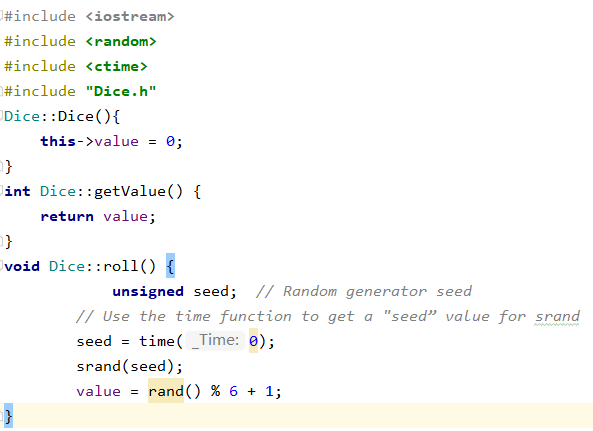 #include <iostream>
#include <random>
#include <ctime>
#include "Dice.h"
Dice::Dice(){
    this->value = 0;
}
int Dice::getValue() {
    return value;
}
void Dice::roll() {
            unsigned seed;  // Random generator seed
        // Use the time function to get a "seed” value for srand
        seed = time( _Time: 0);
        srand(seed);
        value = rand() % 6 + 1;
}